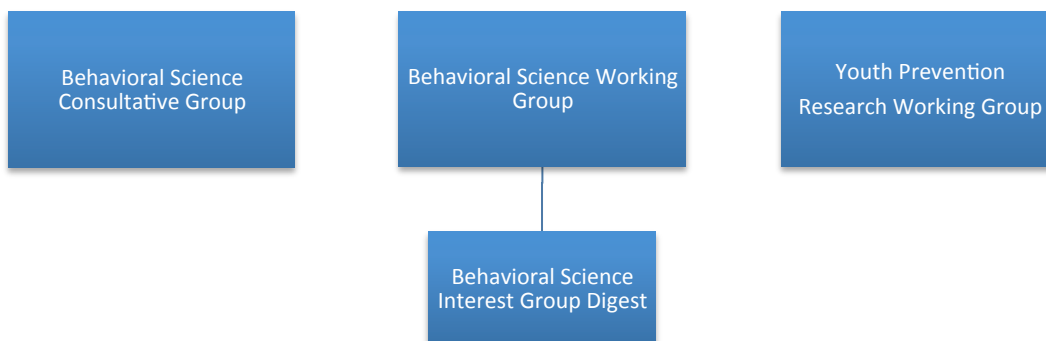 Behavioral Science
Consultative Group
Behavioral Science Working
Group
Youth Prevention
Research Working Group
Behavioral Science
Interest Group Digest